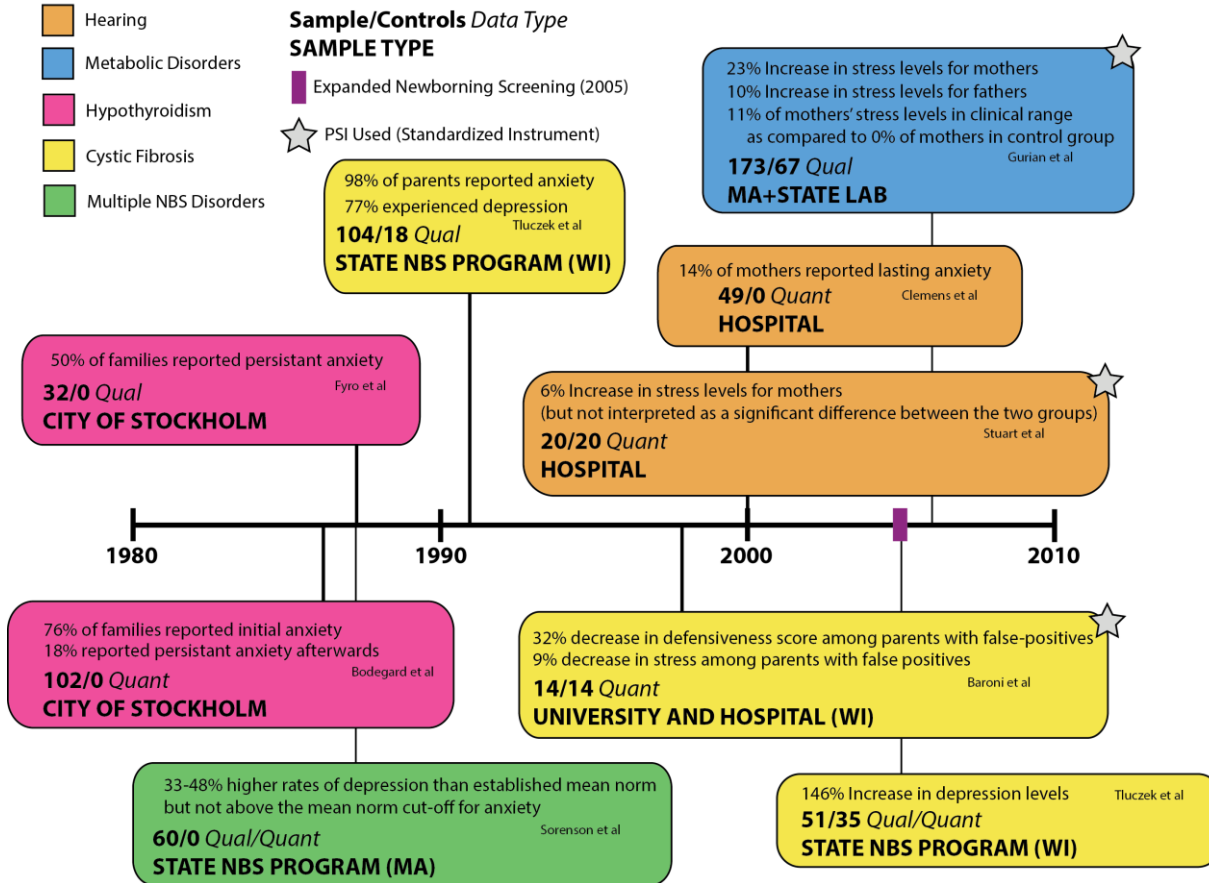 Hearing
Metabolic Disorders
Hypothyroidism
Cystic Fibrosis
Multiple NBS Disorders
Sample/Controls Data Type
SAMPLE TYPE
Expanded Newborning Screening (2005)
PSI Used (Standardized Instrument)
23% Increase in stress levels for mothers
10% Increase in stress levels for fathers
11% of mothers' stress levels in clinical range
as compared to 0% of mothers in control group
Gurian et al
173/67 Qual
MA+STATE LAB
98% of parents reported anxiety
77% experienced depression
Tluczek et al
104/18 Qual
STATE NBS PROGRAM (WI)
14% of mothers reported lasting anxiety
49/0 Quant
Clemens et al
HOSPITAL
50% of families reported persistant anxiety
32/0 Qual
Fyro et al
CITY OF STOCKHOLM
6% Increase in stress levels for mothers
(but not interpreted as a significant difference between the two groups)
20/20 Quant
Stuart et al
HOSPITAL
1980
1990
2000
2010
76% of families reported initial anxiety
18% reported persistant anxiety afterwards
102/0 Quant
Bodegard et al
CITY OF STOCKHOLM
32% decrease in defensiveness score among parents with false-positives
9% decrease in stress among parents with false positives
14/14 Quant
Baroni et al
UNIVERSITY AND HOSPITAL (WI)
33-48% higher rates of depression than established mean norm
but not above the mean norm cut-off for anxiety
60/0 Qual/Quant
Sorenson et al
STATE NBS PROGRAM (MA)
146% Increase in depression levels
Tluczek et al
51/35 Qual/Quant
STATE NBS PROGRAM (WI)